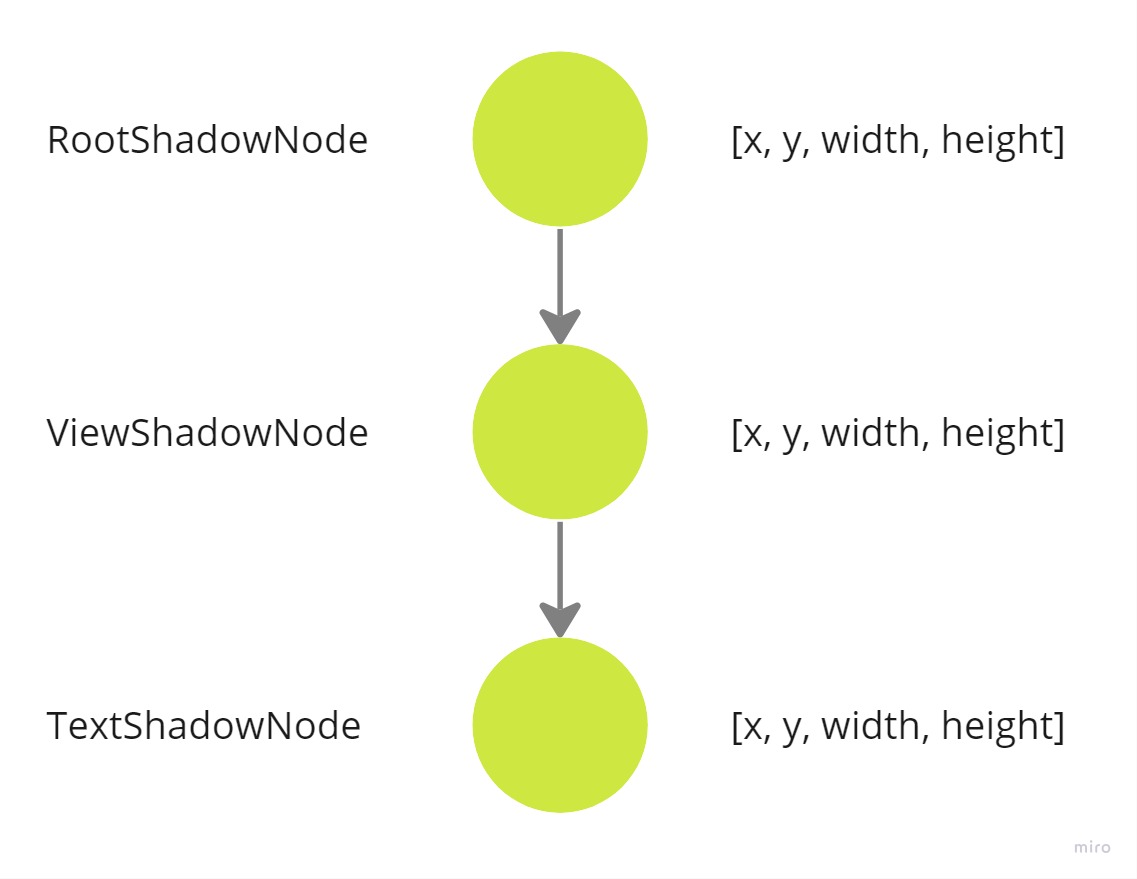 RootShadowNode [x, y, width, height]
ViewShadowNode [x, y, width, height]
TextShadowNode [x, y, width, height]
miro